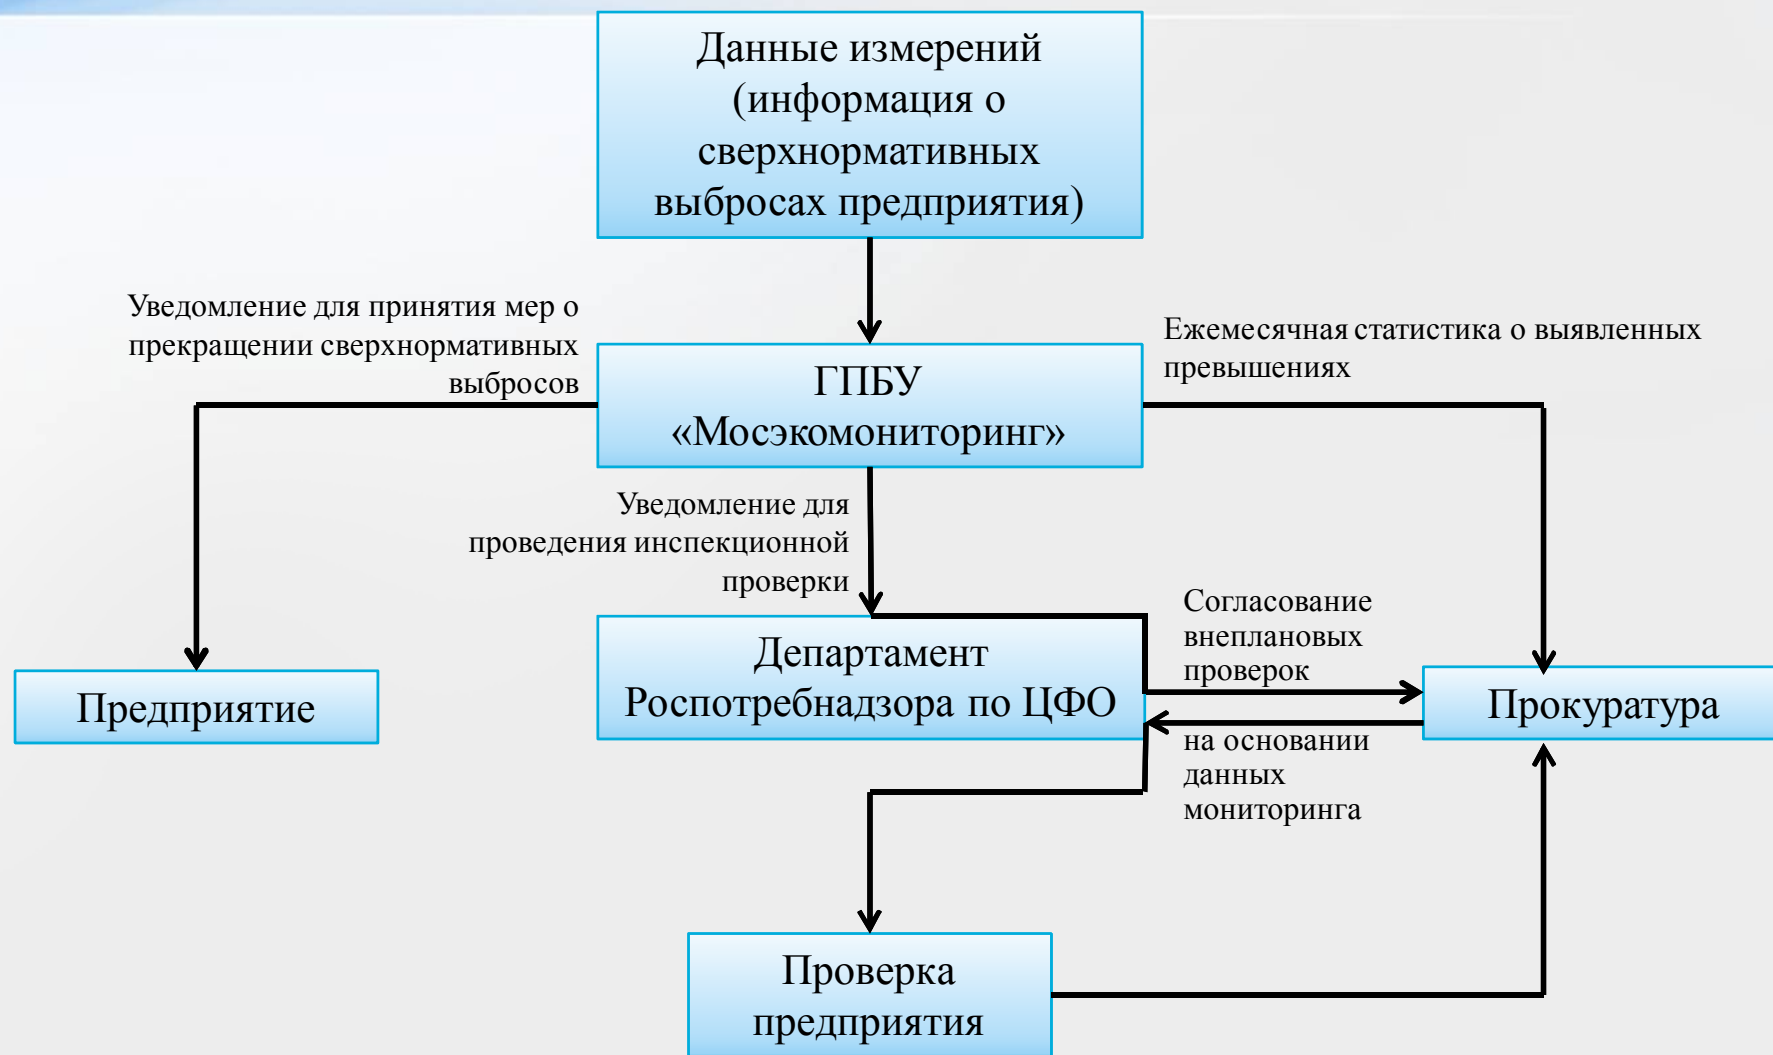 Данные измерений
(информация о
сверхнормативных
выбросах предприятия)
Уведомление для принятия мер о
прекращении сверхнормативных
выбросов
ГПБУ
«Мосэкомониторинг»
Ежемесячная статистика о выявленных
превышениях
Уведомление для
проведения инспекционной
проверки
Департамент
Роспотребнадзора по ЦФО
Согласование
внеплановых
проверок
Предприятие
Прокуратура
на основании
данных
мониторинга
Проверка
предприятия